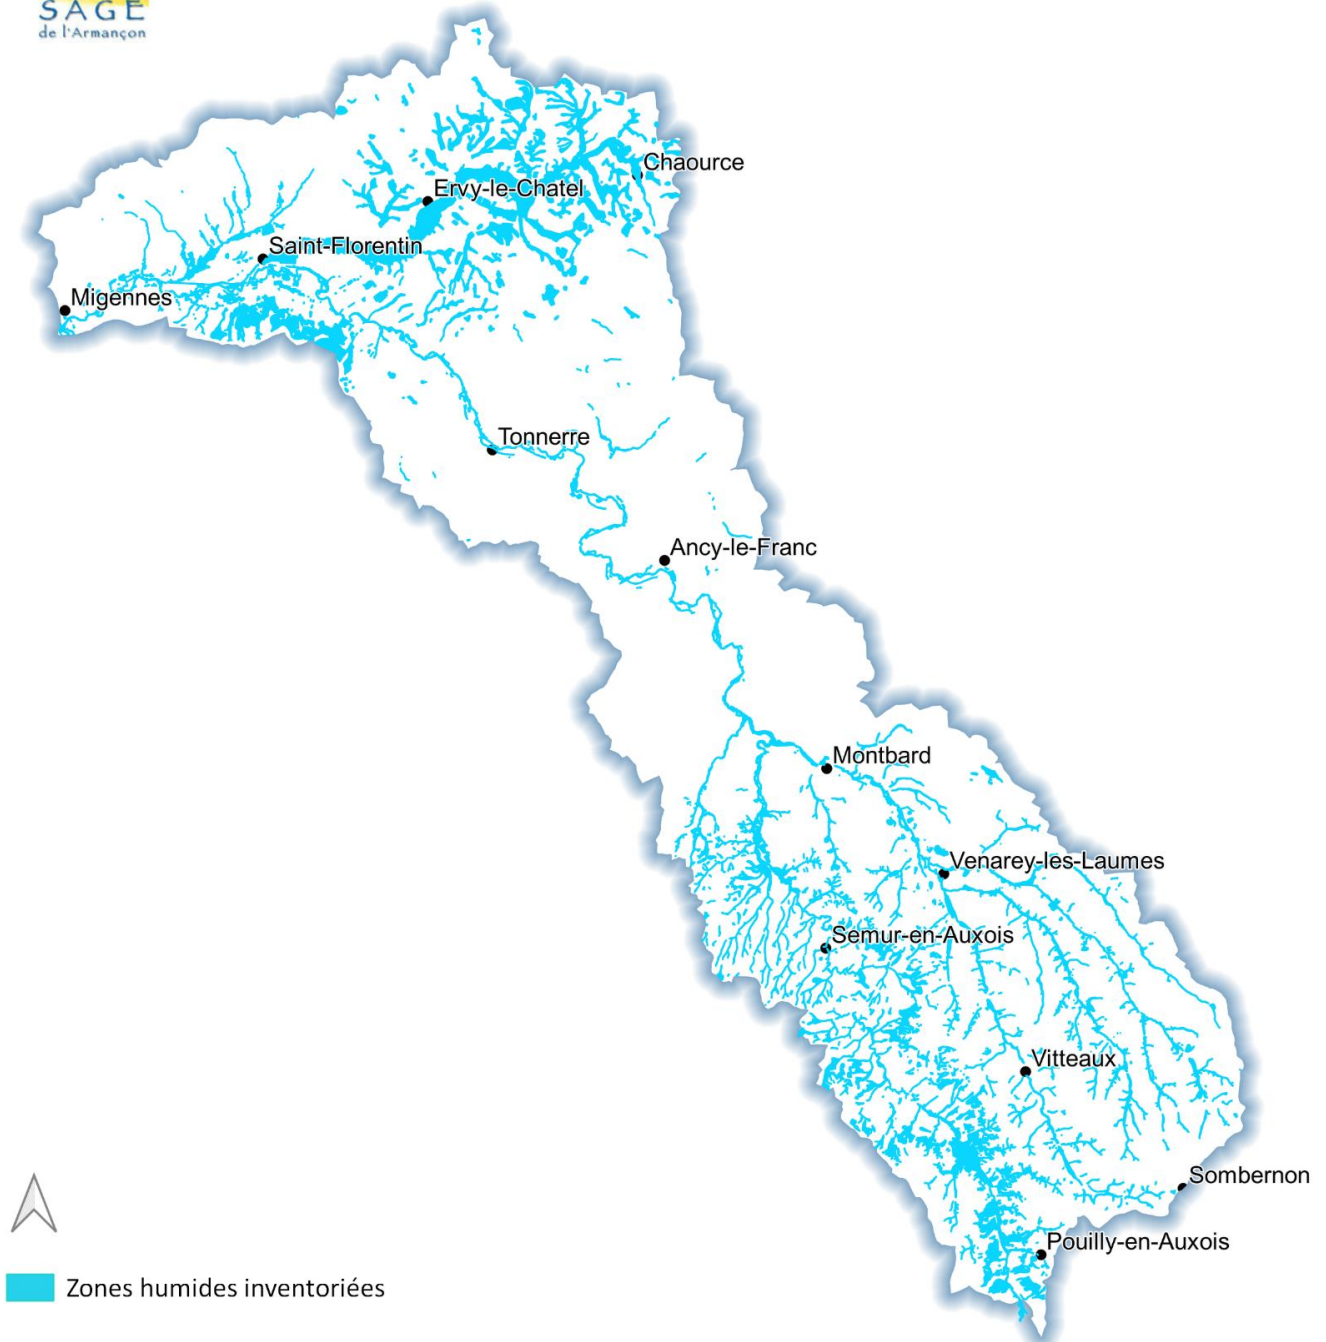 SAGE
de l'Armançon
Chaource
Ervy-le-Chatel
Saint-Florentin
Migennes
Tonnerre
Ancy-le-Franc
Montbard
Venarey-les-Laumes
Semur-en-Auxois
Vitteaux
Sombernon
Pouilly-en-Auxois
Zones humides inventoriées